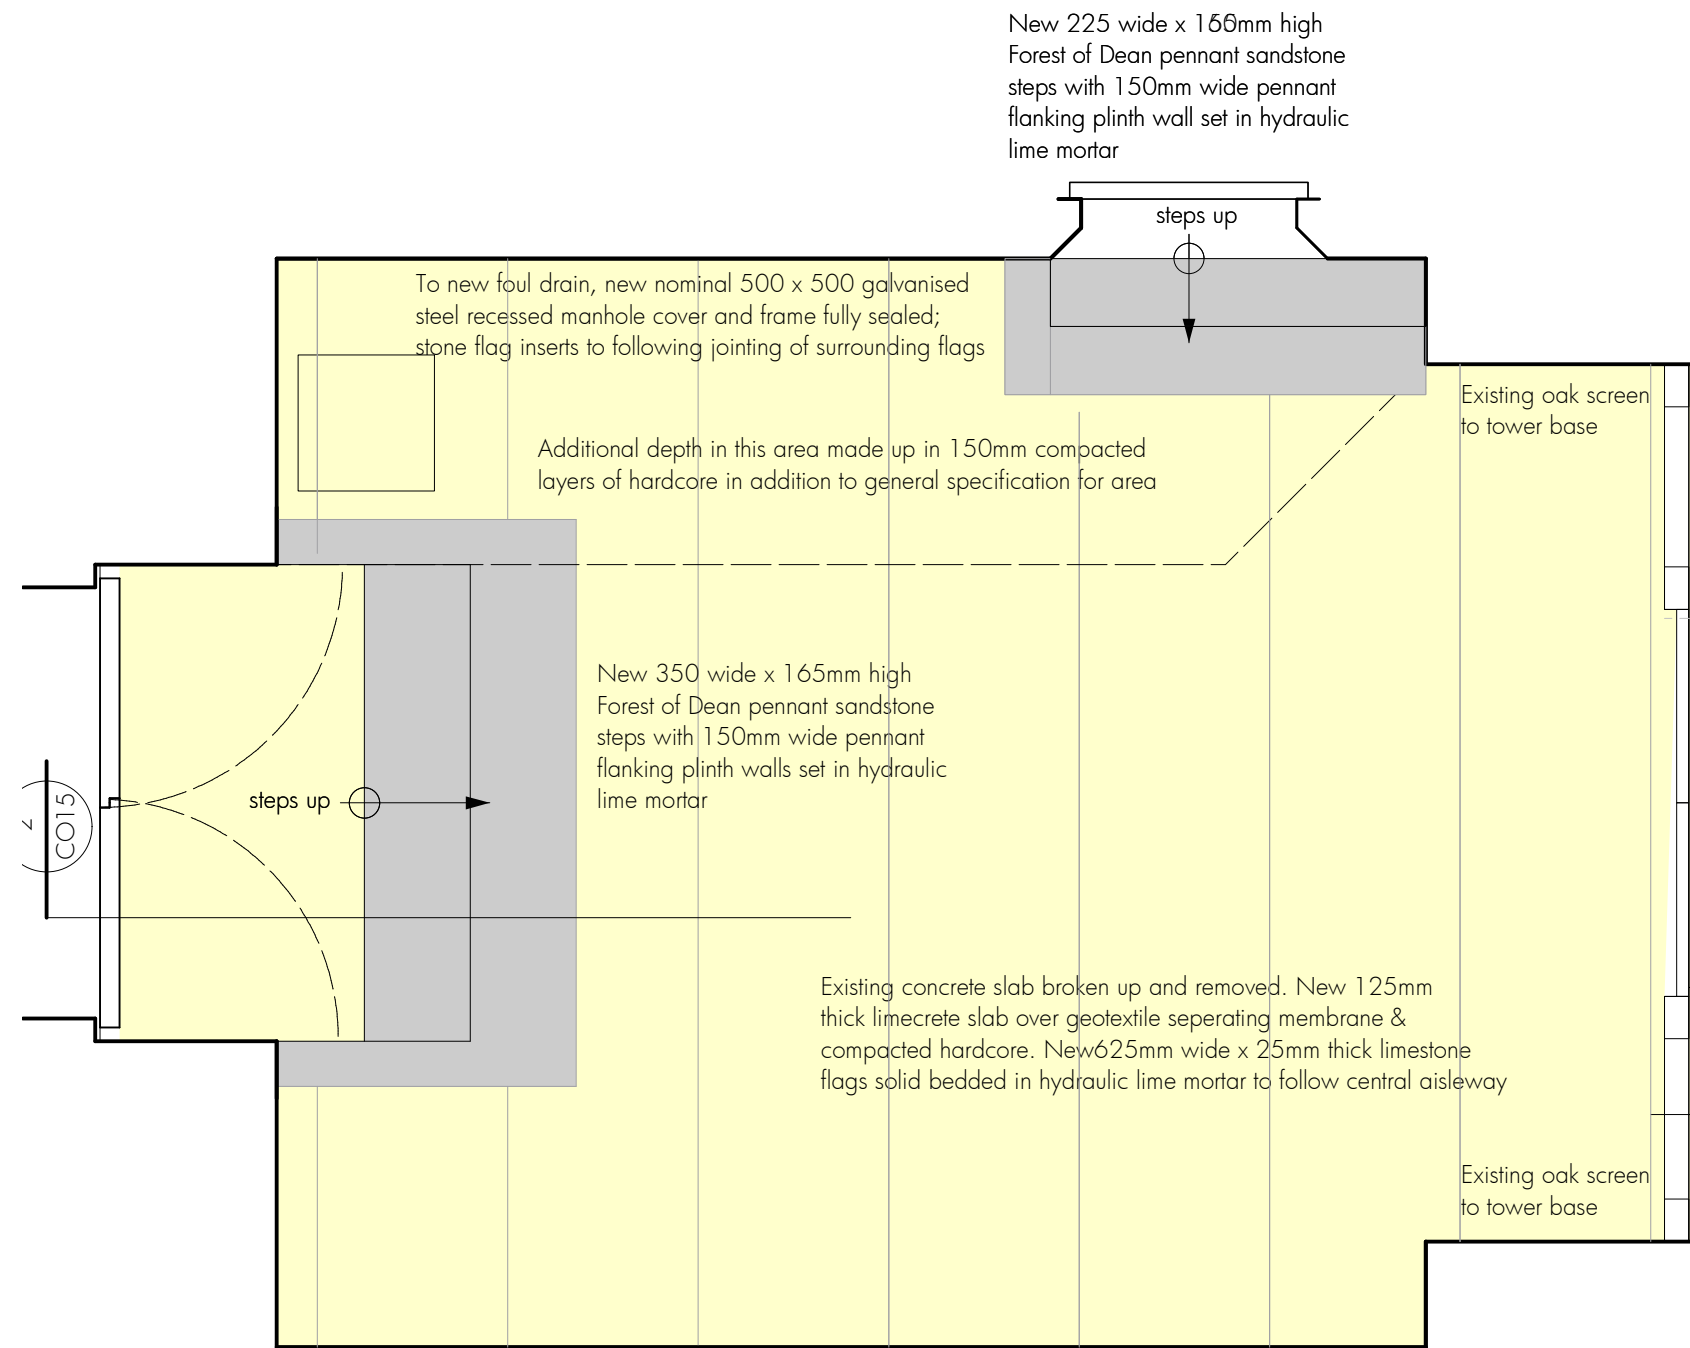 New 225 wide x mm high
Forest of Dean pennant sandstone
steps with 150mm wide pennant
flanking plinth wall set in hydraulic
lime mortar
steps up
To new foul drain, new nominal 500 x 500 galvanised
steel recessed manhole cover and frame fully sealed;
stone flag inserts to following jointing of surrounding flags
Existing oak screen
to tower base
Additional depth in this area made up in 150mm compacted
layers of hardcore in addition to general specification for area
New 350 wide x 165mm high
Forest of Dean pennant sandstone
steps with 150mm wide pennant
flanking plinth walls set in hydraulic
lime mortar
steps up
2
CO15
Existing concrete slab broken up and removed. New 125mm
thick limecrete slab over geotextile seperating membrane &
compacted hardcore. New625mm wide x 25mm thick limestone
flags solid bedded in hydraulic lime mortar to follow central aisleway
Existing oak screen
to tower base